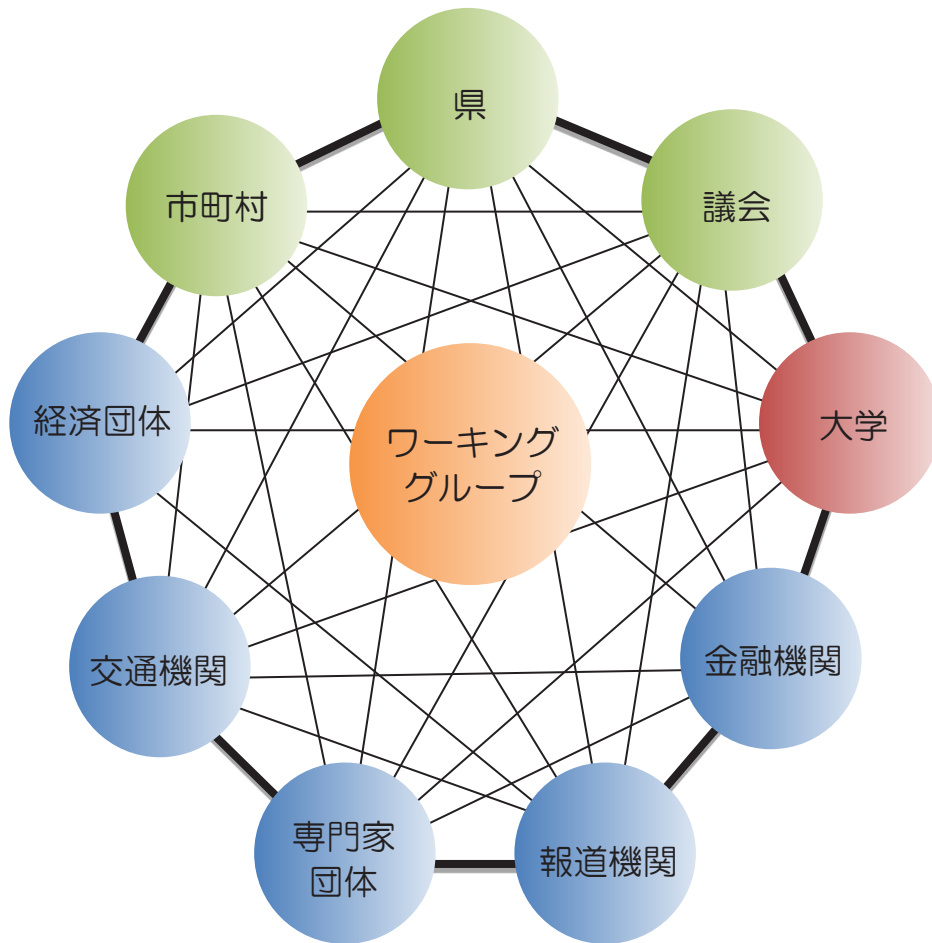 県
市町村
議会
経済団体
大学
ワーキング
グループ
交通機関
金融機関
専門家
団体
報道機関